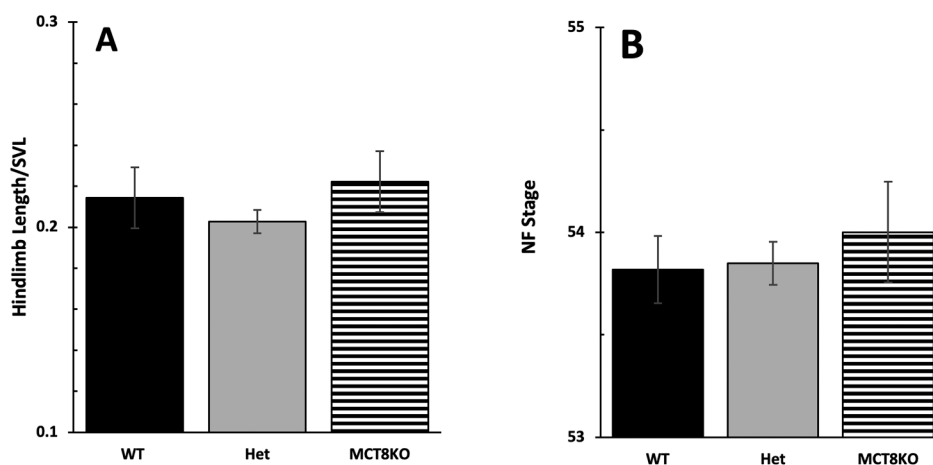 A
0.3
0.2
0.1
Hindlimb Length/SVL
WT
Het
MCT8KO
B
55
54
53
NF Stage
WT
Het
MCT8KO